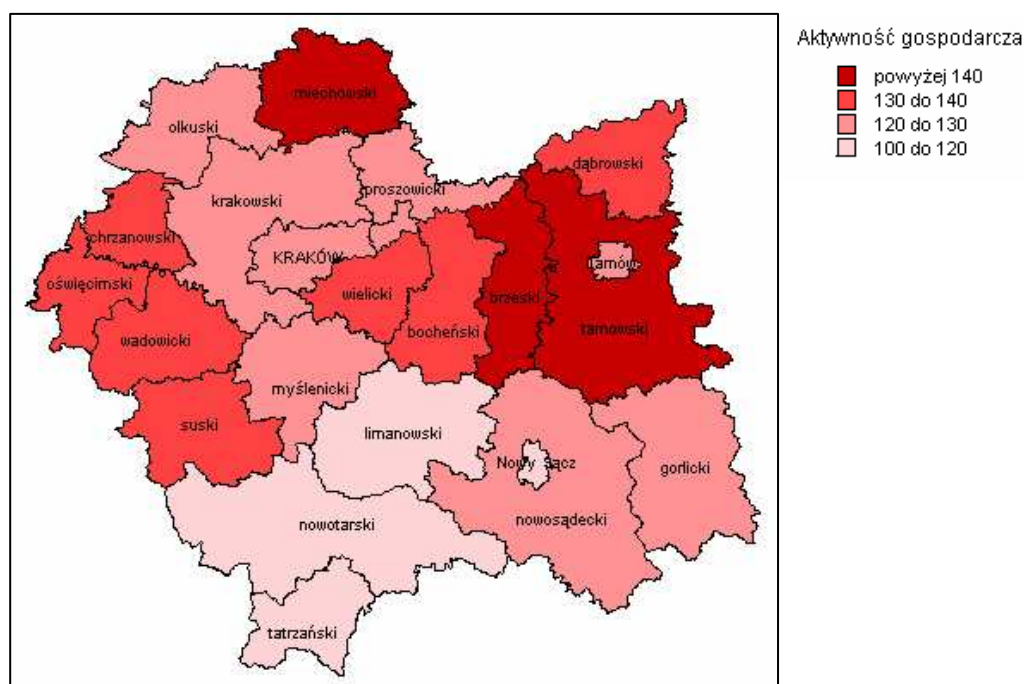 Aktywność gospodarcza
powyżej 140
130 do 140
120 do 130
100 do 120
miechowski
olkuski
dąbrowski
proszowicki
krakowski
chrzanowski
KRAKÓW
Tarnów
oświęcimski
wielicki
brzeski
bocheński
tarnowski
wadowicki
myślenicki
suski
limanowski
Nowy Sącz
gorlicki
nowotarski
nowosądecki
tatrzański